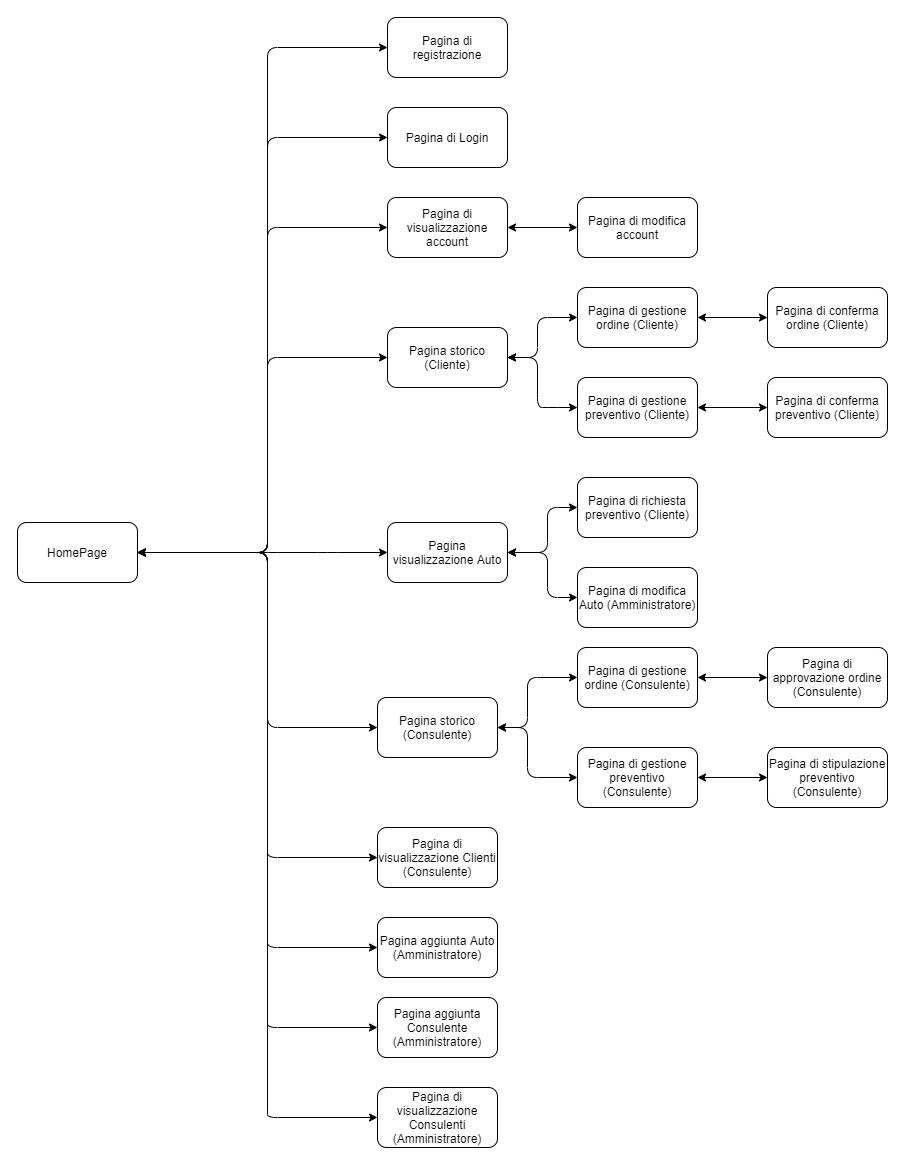 Pagina di
registrazione
Pagina di Login
Pagina di
visualizzazione
account
Pagina di modifica
account
Pagina di gestione
ordine (Cliente)
Pagina di conferma
ordine (Cliente)
Pagina storico
(Cliente)
Pagina di gestione
preventivo (Cliente)
Pagina di conferma
preventivo (Cliente)
Pagina di richiesta
preventivo (Cliente)
HomePage
Pagina
visualizzazione Auto
Pagina di modifica
Auto (Amministratore)
Pagina di gestione
ordine (Consulente)
Pagina di
approvazione ordine
(Consulente)
Pagina storico
(Consulente)
Pagina di gestione
preventivo
(Consulente)
Pagina di stipulazione
preventivo
(Consulente)
Pagina di
visualizzazione Clienti
(Consulente)
Pagina aggiunta Auto
(Amministratore)
Pagina aggiunta
Consulente
(Amministratore)
Pagina di
visualizzazione
Consulenti
(Amministratore)